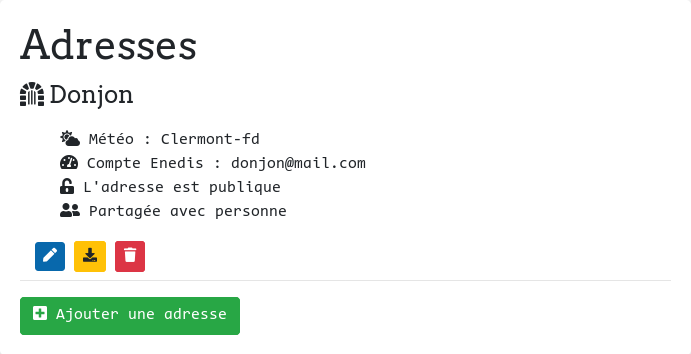 Adresses
Donjon
Météo : Clermont-fd
Compte Enedis : donjon@mail.com
L'adresse est publique
Partagée avec personne
Ajouter une adresse